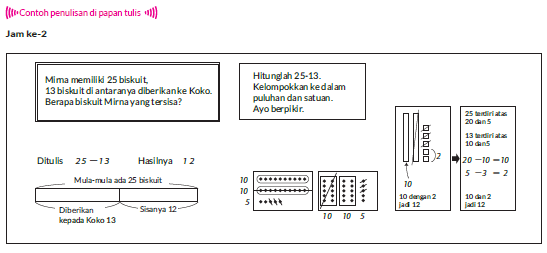 Contoh penulisan di papan tulis
Jam ke-2
Mirna memiliki 25 biskuit,
13 biskuit di antaranya diberikan ke Koko.
Berapa biskuit Mirna yang tersisa?
Ditulis 25－13 Hasilnya 12
Mula-mula ada 25 biskuit
Diberikan
kepada Koko 13
Sisanya 12
Hitunglah 25-13.
Kelompokkan ke dalam
puluhan dan satuan.
Ayo berpikir.
10
10
5
10 10 5
2
10
10 dengan 2
jadi 12
25 terdiri atas
20 dan 5
13 terdiri atas
10 dan 5
20 －10 ＝10
5 －3 ＝ 2
10 dan 2
jadi 12